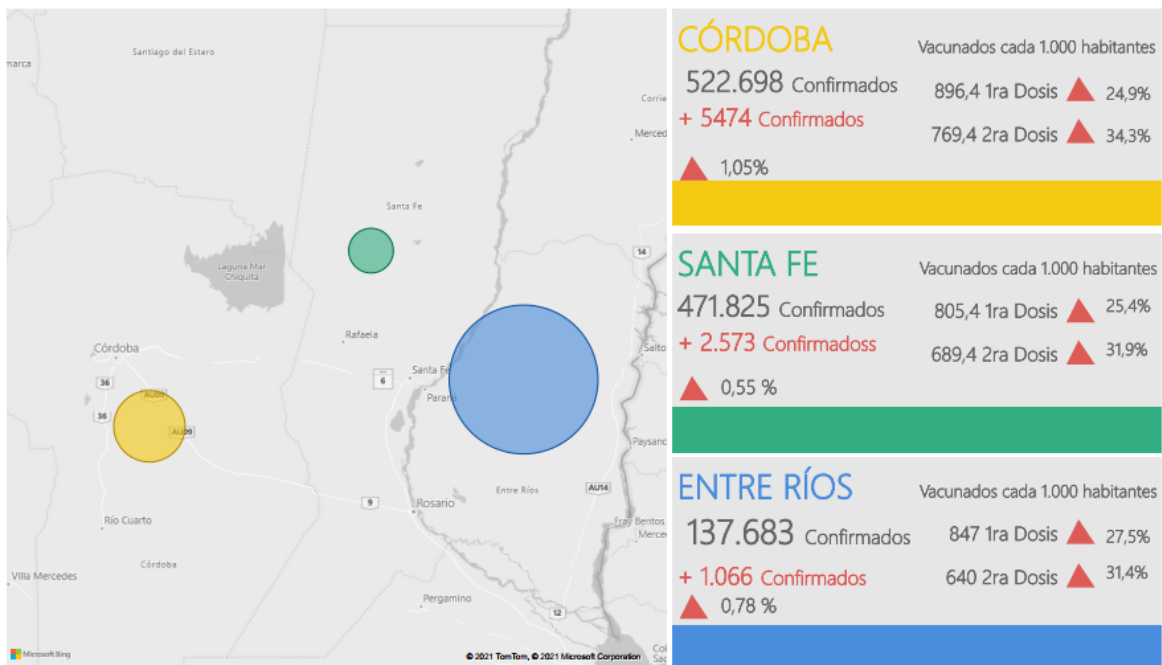 Santiago del Estero
marca
Corrie
Merced
Santa Fe
14
Laguna Mar
Chiquita
Rafaela
Salto
Córdoba
Santa Fe
6
36
Paraná
AU09
36
AU09
Paysand
Entre Ríos
AU14
9
Rosario
Río Cuarto
Fray Bentos
Merce
Córdoba
Villa Mercedes
Pergamino
12
Col
Sac
Microsoft Bing
© 2021 TomTom, © 2021 Microsoft Corporation
CÓRDOBA
Vacunados cada 1.000 habitantes
522.698 Confirmados
896,4 1ra Dosis 24,9%
+ 5474 Confirmados
769,4 2ra Dosis 34,3%
1,05%
SANTA FE
Vacunados cada 1.000 habitantes
471.825 Confirmados
805,4 1ra Dosis 25,4%
+ 2.573 Confirmadoss
689,4 2ra Dosis 31,9%
0,55 %
ENTRE RÍOS
Vacunados cada 1.000 habitantes
137.683 Confirmados
847 1ra Dosis 27,5%
+ 1.066 Confirmados
640 2ra Dosis 31,4%
0,78 %